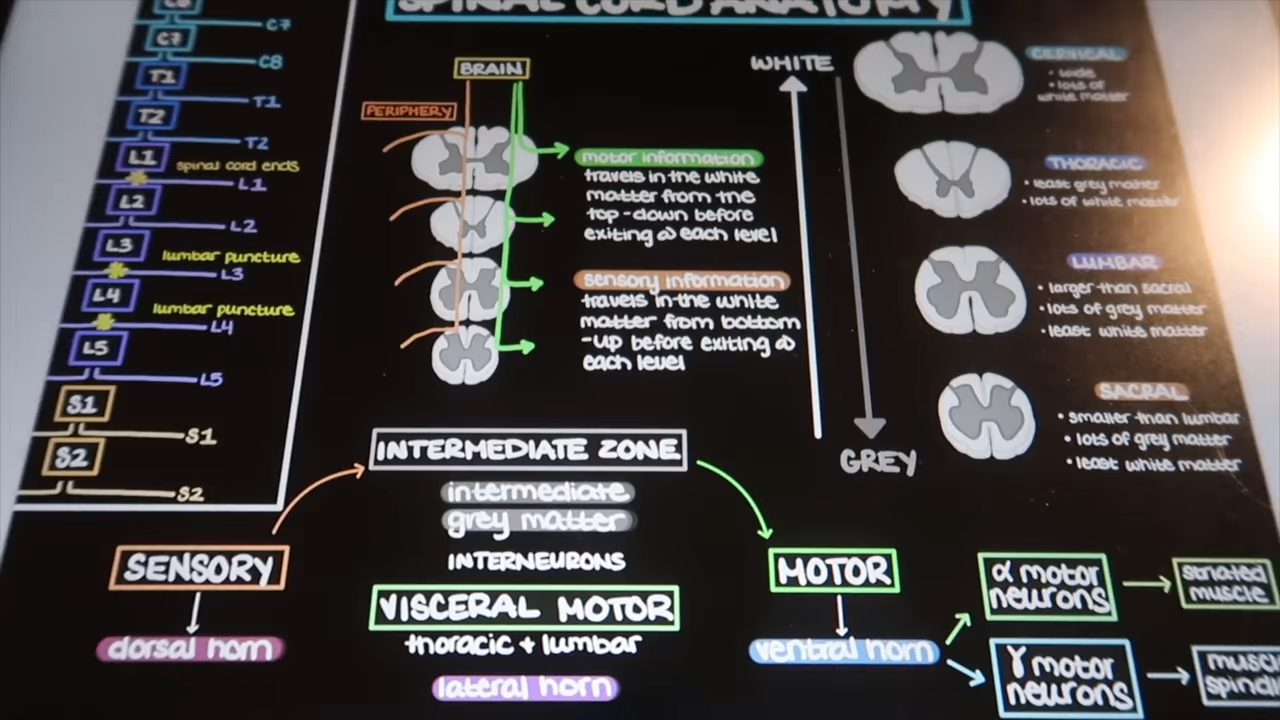 SPINAL CORD ANATOMY
C6
C7
C7
C8
T1
T1
T2
T2
L1
spinal cord ends
L1
L2
L2
L3
lumbar puncture
L3
L4
lumbar puncture
L4
L5
L5
S1
S1
S2
S2
BRAIN
PERIPHERY
motor information
travels in the white
matter from the
top-down before
exiting @ each level
sensory information
travels in the white
matter from bottom
-up before exiting @
each level
WHITE
GREY
CERVICAL
• wide
• lots of
white matter
THORACIC
• least grey matter
• lots of white matter
LUMBAR
• larger than sacral
• lots of grey matter
• least white matter
SACRAL
• smaller than lumbar
• lots of grey matter
• least white matter
INTERMEDIATE ZONE
intermediate
grey matter
INTERNEURONS
VISCERAL MOTOR
thoracic + lumbar
lateral horn
SENSORY
dorsal horn
MOTOR
ventral horn
α motor
neurons
striated
muscle
γ motor
neurons
muscl
spindl